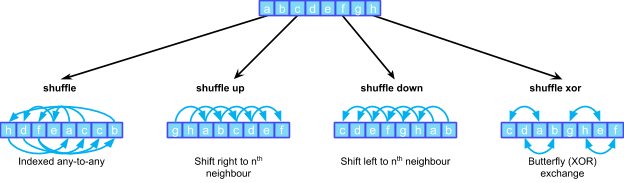 a b c d e f g h
shuffle
shuffle up
shuffle down
shuffle xor
h d f e a c c b
g h a b c d e f
c d e f g h a b
c d a b g h e f
Indexed any-to-any
Shift right to nth
neighbour
Shift left to nth neighbour
Butterfly (XOR)
exchange